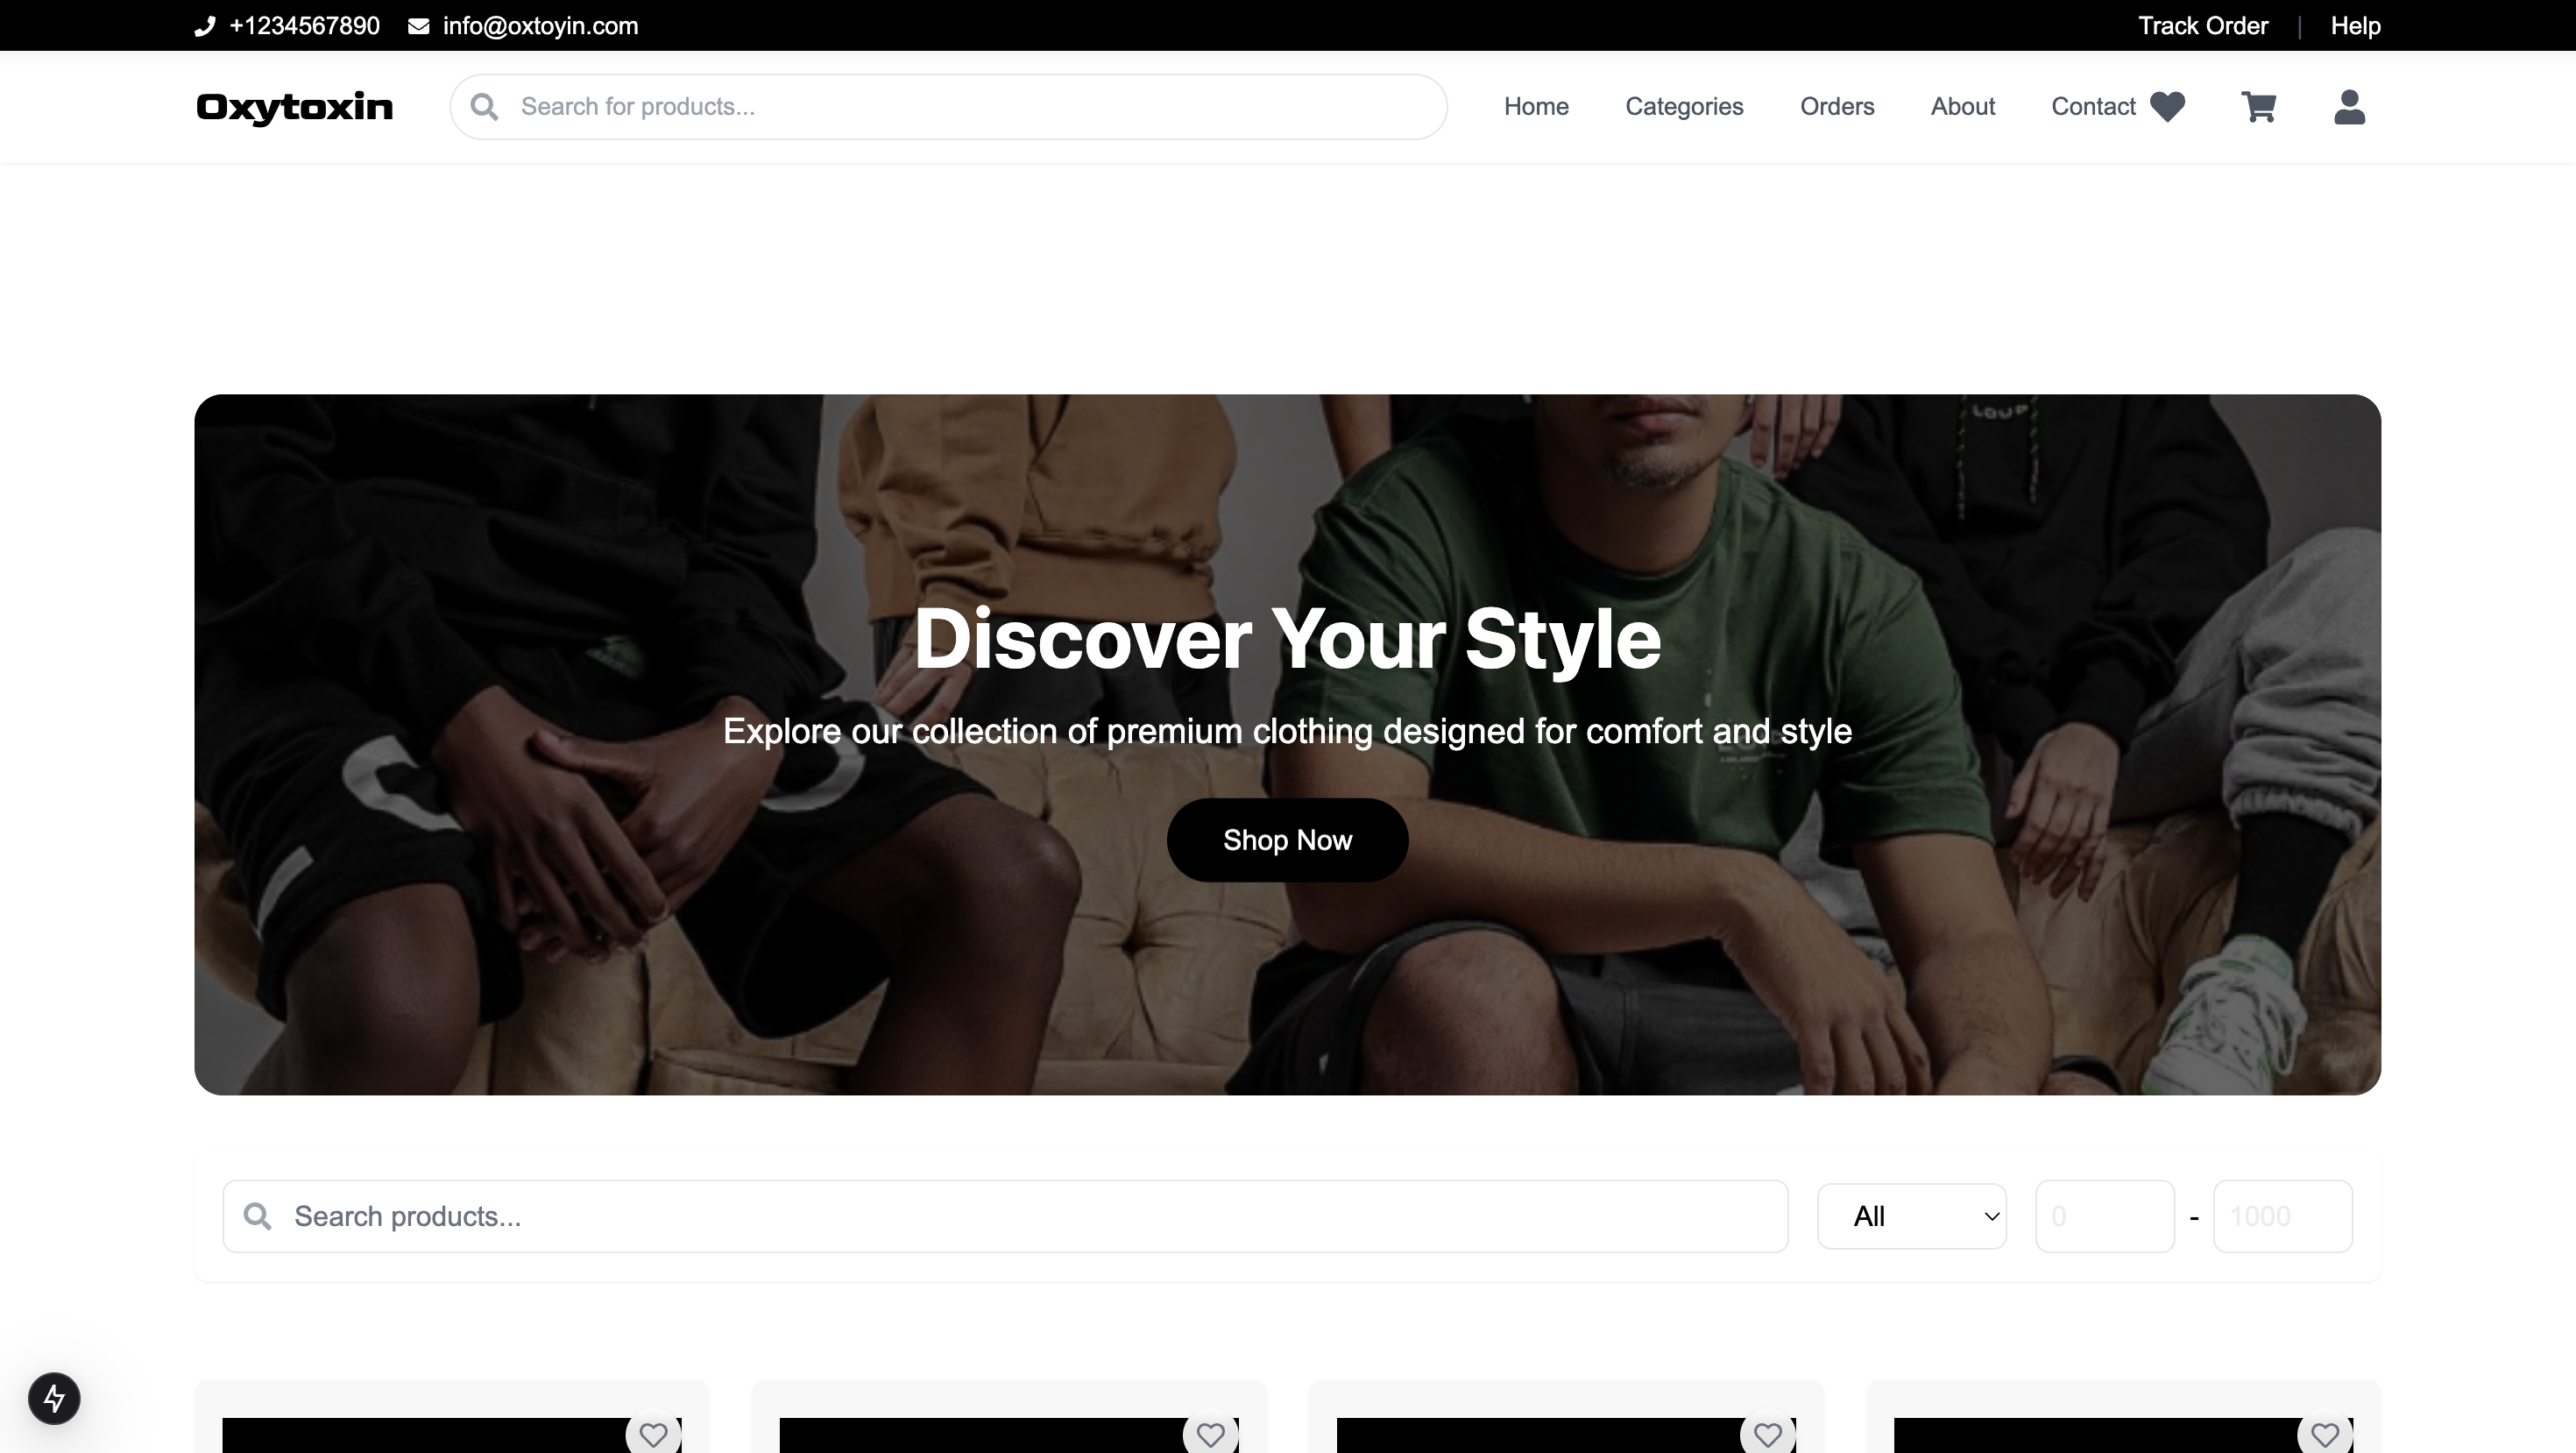 +1234567890 info@oxtoyin.com Track Order | Help
Oxytoxin Search for products... Home Categories Orders About Contact
LOUP
Discover Your Style
Explore our collection of premium clothing designed for comfort and style
Shop Now
Search products... All 0 - 1000